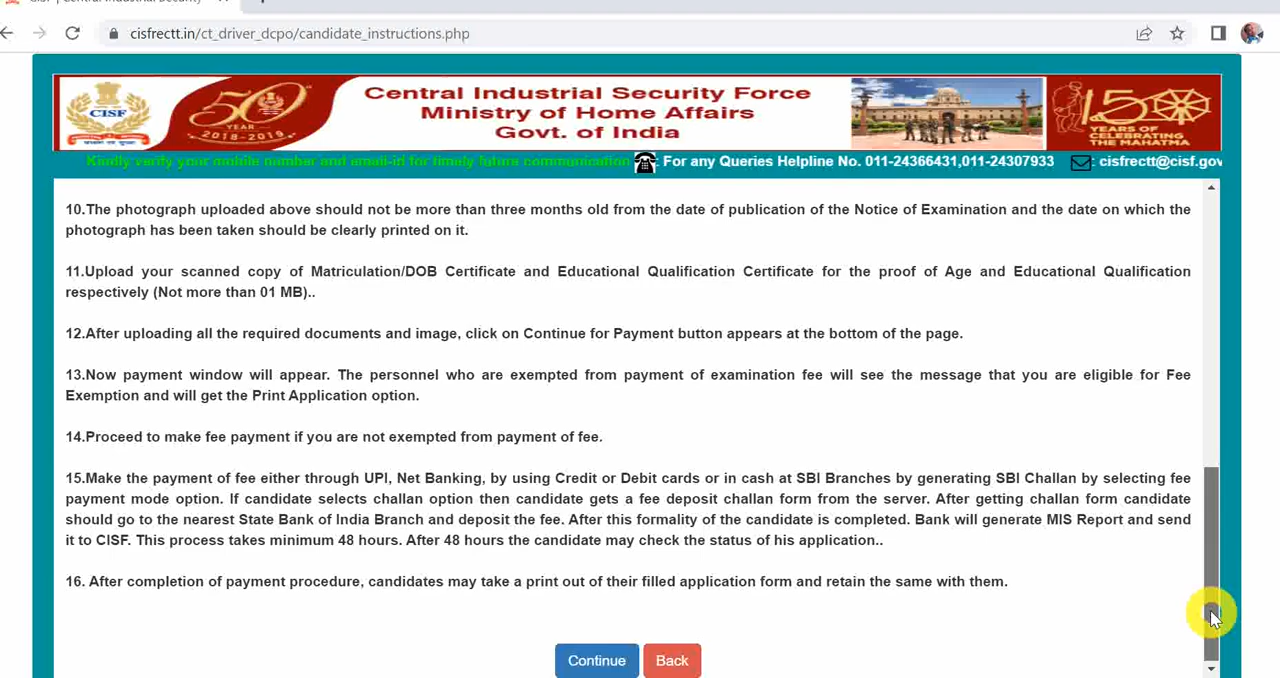 cisfrectt.in/ct_driver_dcpo/candidate_instructions.php
CISF
50
YEAR
2018-2019
Central Industrial Security Force
Ministry of Home Affairs
Govt. of India
150
YEARS OF
CELEBRATING
THE MAHATMA
Kindly verify your mobile number and email-id for timely future communication : For any Queries Helpline No. 011-24366431,011-24307933 : cisfrectt@cisf.gov
10.The photograph uploaded above should not be more than three months old from the date of publication of the Notice of Examination and the date on which the
photograph has been taken should be clearly printed on it.
11.Upload your scanned copy of Matriculation/DOB Certificate and Educational Qualification Certificate for the proof of Age and Educational Qualification
respectively (Not more than 01 MB)..
12.After uploading all the required documents and image, click on Continue for Payment button appears at the bottom of the page.
13.Now payment window will appear. The personnel who are exempted from payment of examination fee will see the message that you are eligible for Fee
Exemption and will get the Print Application option.
14.Proceed to make fee payment if you are not exempted from payment of fee.
15.Make the payment of fee either through UPI, Net Banking, by using Credit or Debit cards or in cash at SBI Branches by generating SBI Challan by selecting fee
payment mode option. If candidate selects challan option then candidate gets a fee deposit challan form from the server. After getting challan form candidate
should go to the nearest State Bank of India Branch and deposit the fee. After this formality of the candidate is completed. Bank will generate MIS Report and send
it to CISF. This process takes minimum 48 hours. After 48 hours the candidate may check the status of his application..
16. After completion of payment procedure, candidates may take a print out of their filled application form and retain the same with them.
Continue Back